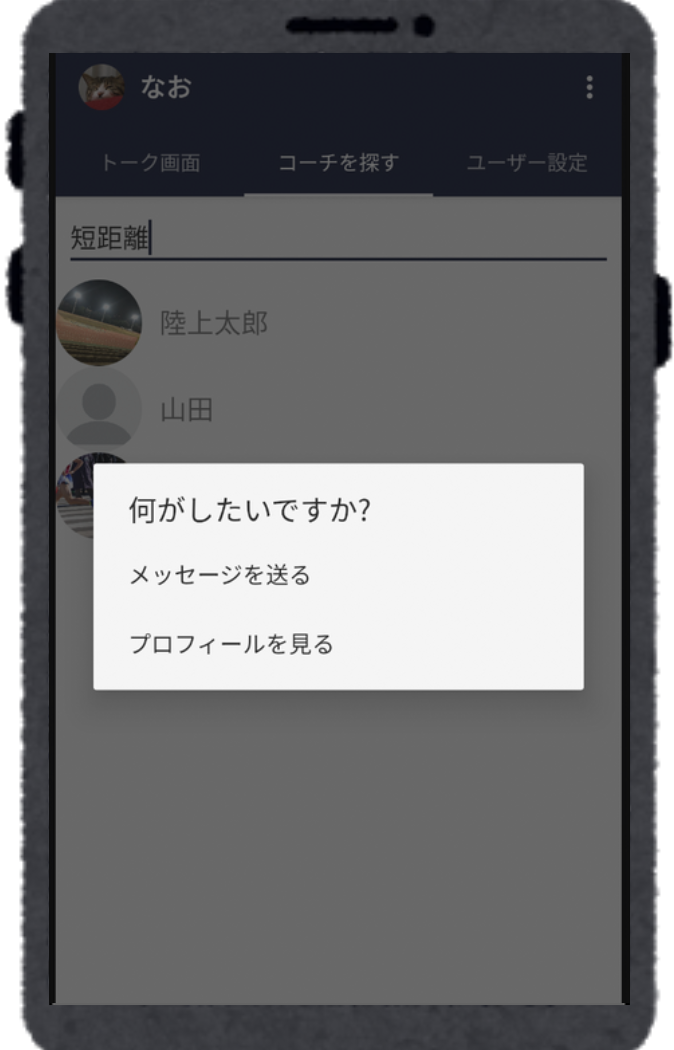 なお
トーク画面
コーチを探す
ユーザー設定
短距離
陸上太郎
山田
何がしたいですか?
メッセージを送る
プロフィールを見る